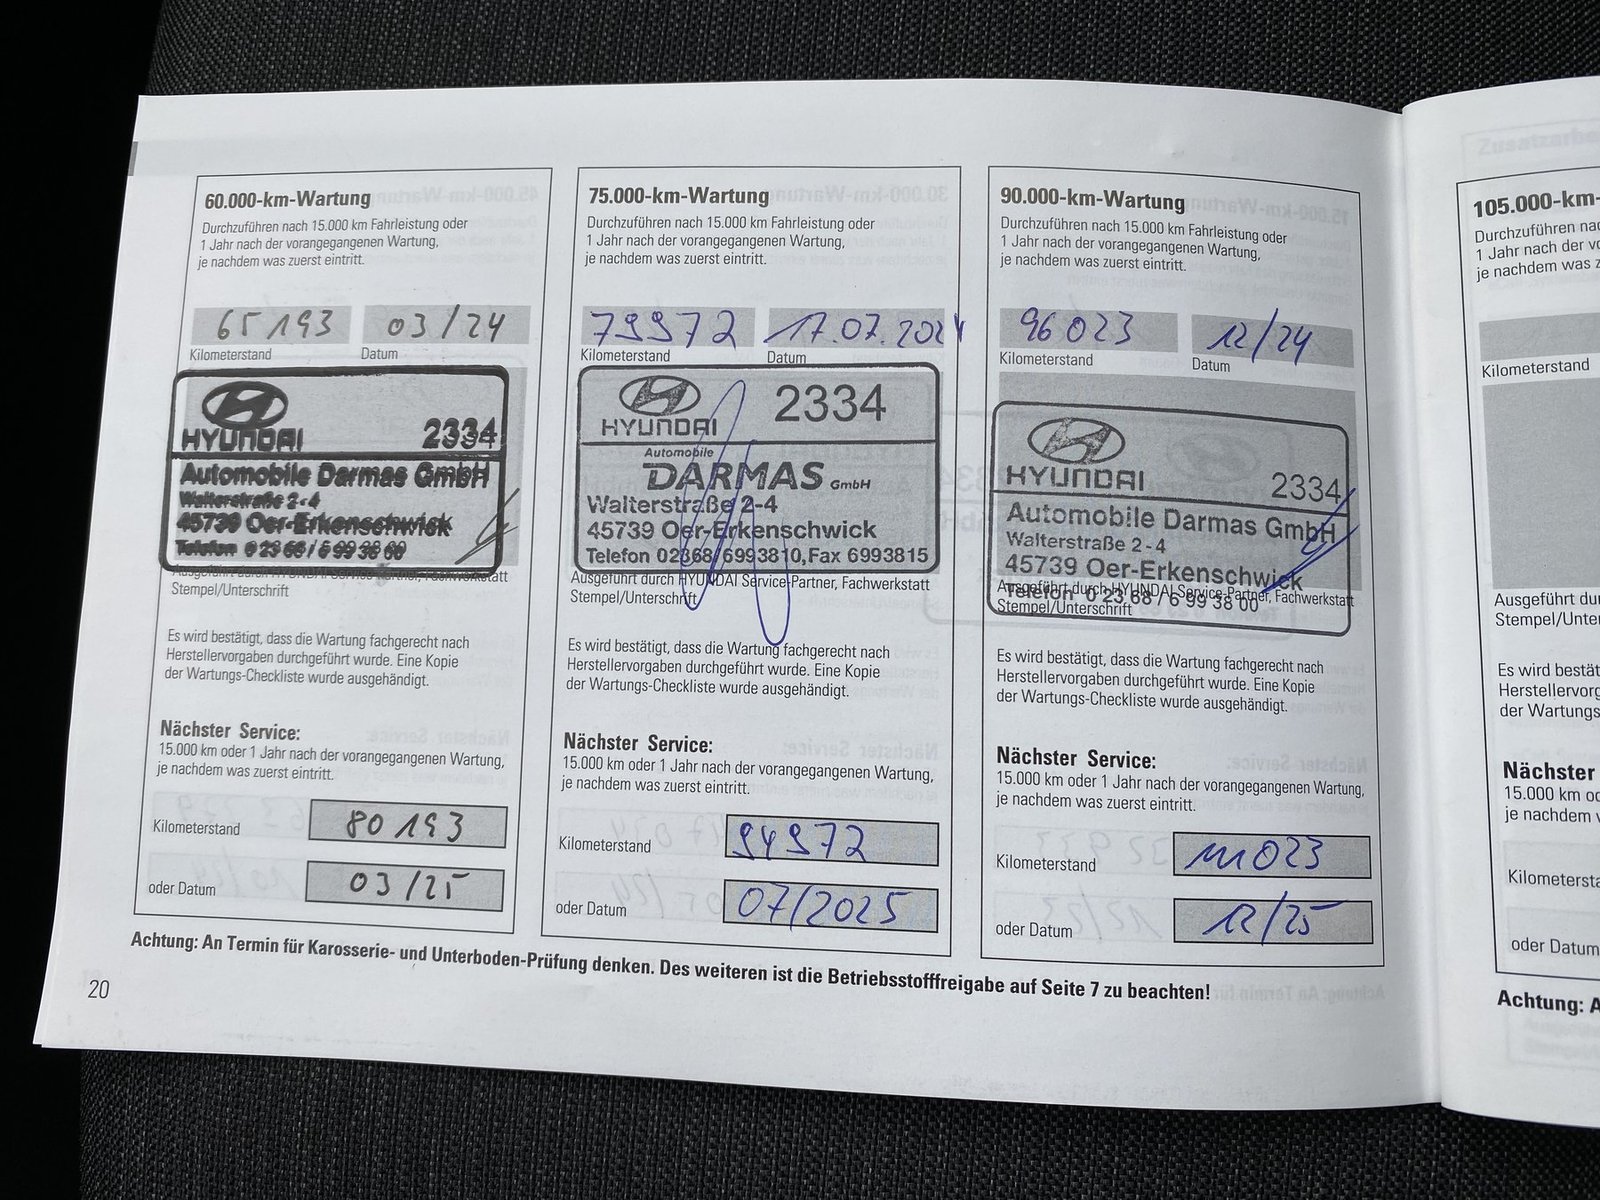 60.000-km-Wartung
Durchzuführen nach 15.000 km Fahrleistung oder
1 Jahr nach der vorangegangenen Wartung,
je nachdem was zuerst eintritt.
65193 03/24
Kilometerstand Datum
HYUNDAI 2334
Automobile Darmas GmbH
Walterstraße 2-4
45739 Oer-Erkenschwick
Telefon 0 23 68 / 6 99 38 00
Ausgeführt durch HYUNDAI Service-Partner, Fachwerkstatt
Stempel/Unterschrift
Es wird bestätigt, dass die Wartung fachgerecht nach
Herstellervorgaben durchgeführt wurde. Eine Kopie
der Wartungs-Checkliste wurde ausgehändigt.
Nächster Service:
15.000 km oder 1 Jahr nach der vorangegangenen Wartung,
je nachdem was zuerst eintritt.
Kilometerstand 80193
oder Datum 03/25
75.000-km-Wartung
Durchzuführen nach 15.000 km Fahrleistung oder
1 Jahr nach der vorangegangenen Wartung,
je nachdem was zuerst eintritt.
79972 17.07.2024
Kilometerstand Datum
HYUNDAI 2334
Automobile
DARMAS GmbH
Walterstraße 2-4
45739 Oer-Erkenschwick
Telefon 02368/6993810, Fax 6993815
Ausgeführt durch HYUNDAI Service-Partner, Fachwerkstatt
Stempel/Unterschrift
Es wird bestätigt, dass die Wartung fachgerecht nach
Herstellervorgaben durchgeführt wurde. Eine Kopie
der Wartungs-Checkliste wurde ausgehändigt.
Nächster Service:
15.000 km oder 1 Jahr nach der vorangegangenen Wartung,
je nachdem was zuerst eintritt.
Kilometerstand 94972
oder Datum 07/2025
90.000-km-Wartung
Durchzuführen nach 15.000 km Fahrleistung oder
1 Jahr nach der vorangegangenen Wartung,
je nachdem was zuerst eintritt.
96023 12/24
Kilometerstand Datum
HYUNDAI 2334
Automobile Darmas GmbH
Walterstraße 2-4
45739 Oer-Erkenschwick
Telefon 0 23 68 / 6 99 38 00
Ausgeführt durch HYUNDAI Service-Partner, Fachwerkstatt
Stempel/Unterschrift
Es wird bestätigt, dass die Wartung fachgerecht nach
Herstellervorgaben durchgeführt wurde. Eine Kopie
der Wartungs-Checkliste wurde ausgehändigt.
Nächster Service:
15.000 km oder 1 Jahr nach der vorangegangenen Wartung,
je nachdem was zuerst eintritt.
Kilometerstand 111023
oder Datum 12/25
Achtung: An Termin für Karosserie- und Unterboden-Prüfung denken. Des weiteren ist die Betriebsstofffreigabe auf Seite 7 zu beachten!
20
105.000-km-
Durchzuführen
1 Jahr nach der
je nachdem was
Kilometerstand
Ausgeführt
Es wird
der Wartungs
Nächster
15.000 km
je nachdem
oder Datum
Achtung: